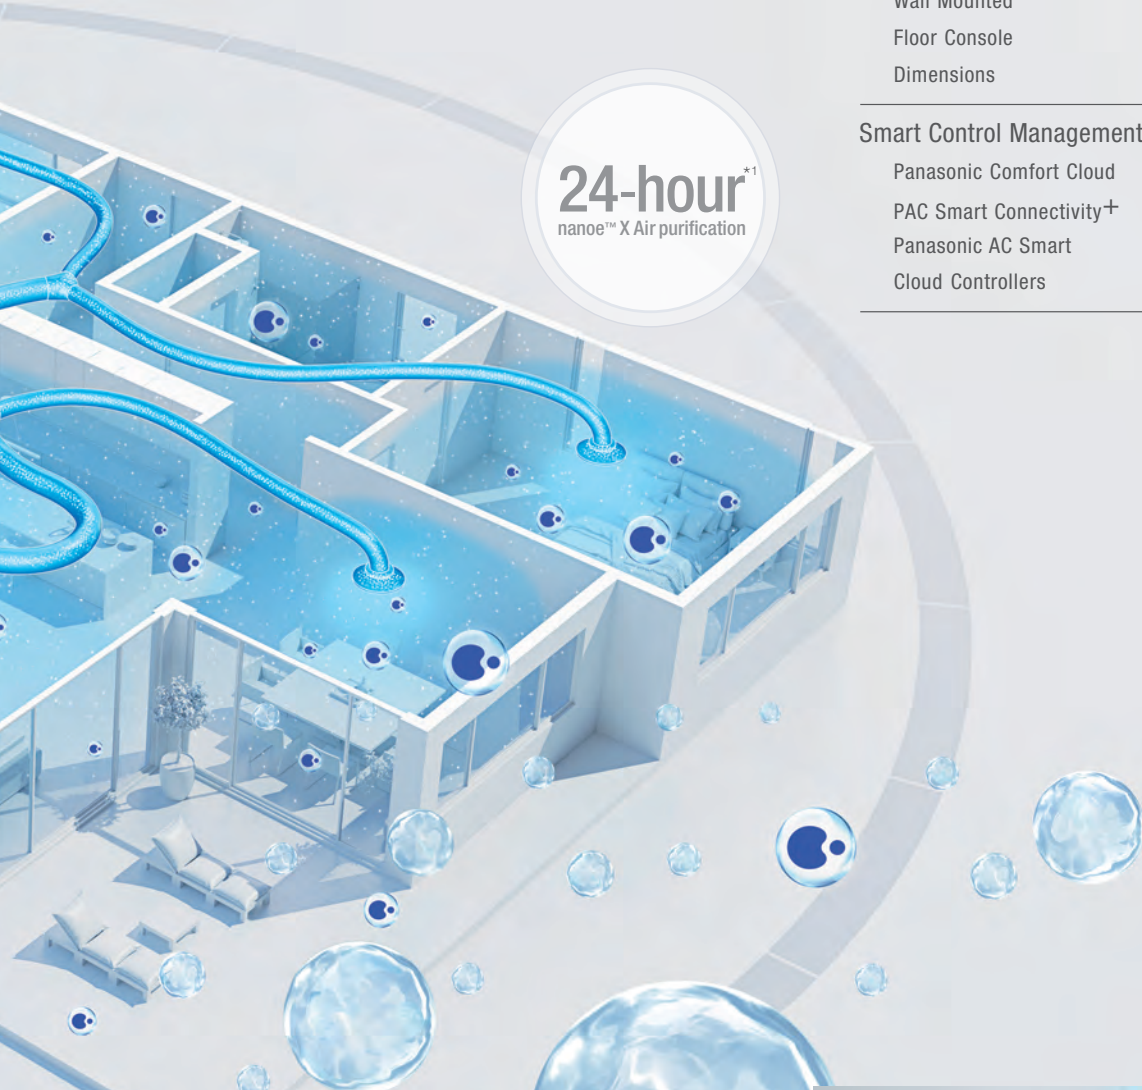 Wall Mounted
Floor Console
Dimensions
Smart Control Management
Panasonic Comfort Cloud
PAC Smart Connectivity+
Panasonic AC Smart
Cloud Controllers
24-hour*1
nanoe™ X Air purification